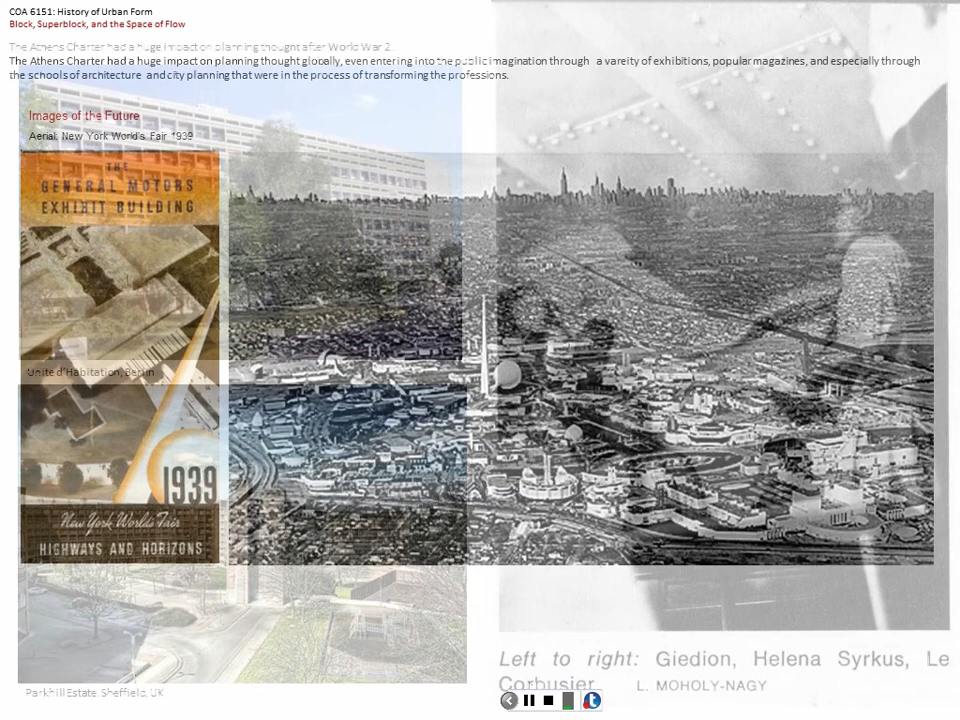 COA 6151: History of Urban Form
Block, Superblock, and the Space of Flow
The Athens Charter had a huge impact on planning thought after World War 2.
The Athens Charter had a huge impact on planning thought globally, even entering into the public imagination through a vareity of exhibitions, popular magazines, and especially through
the schools of architecture and city planning that were in the process of transforming the professions.
Images of the Future
Aerial: New York World's Fair 1939
THE
GENERAL MOTORS
EXHIBIT BUILDING
Unite d'Habitation, Berlin
1939
New York World's Fair
HIGHWAYS AND HORIZONS
Left to right: Giedion, Helena Syrkus, Le
Corbusier L. MOHOLY-NAGY
Parkhill Estate, Sheffield, UK